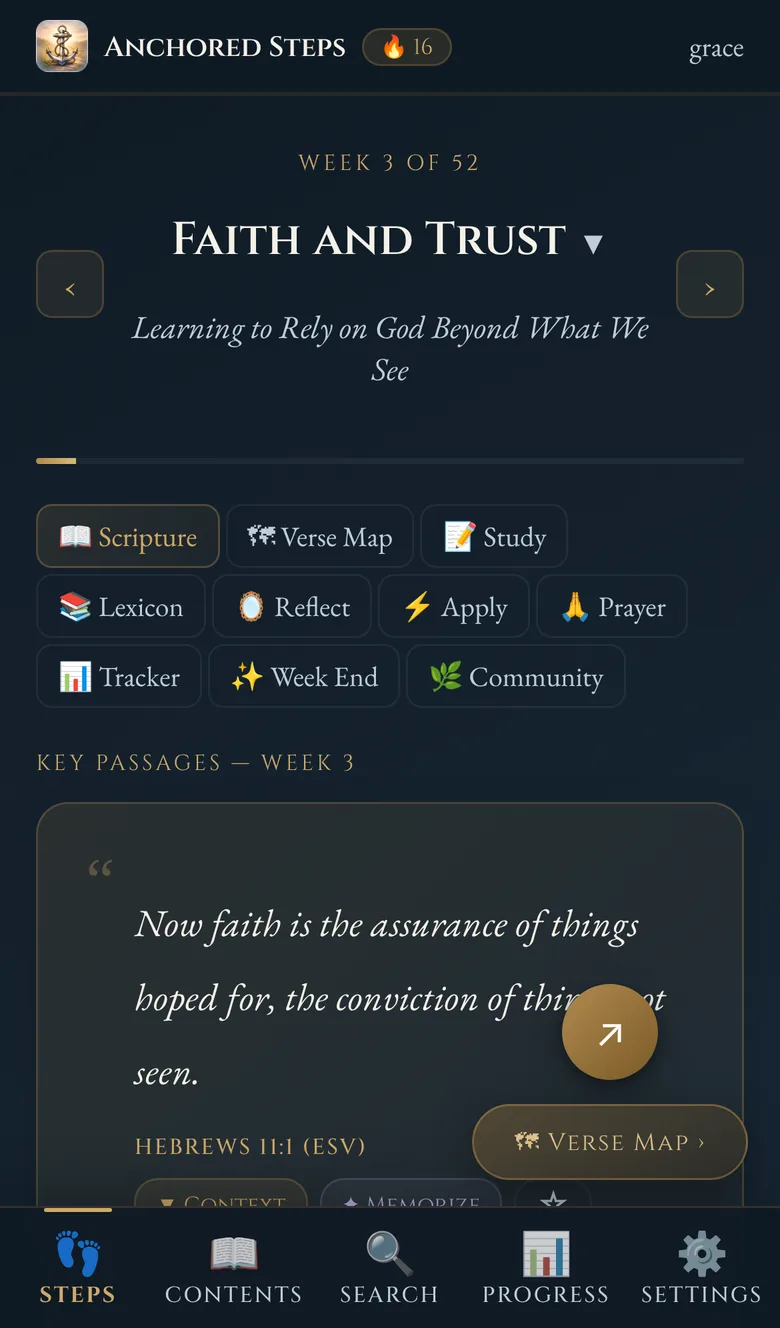 Anchored Steps 🔥 16 grace
WEEK 3 OF 52
Faith and Trust ▼
‹ ›
Learning to Rely on God Beyond What We
See
📖 Scripture 🗺 Verse Map 📝 Study
📚 Lexicon 🪞 Reflect ⚡ Apply 🙏 Prayer
📊 Tracker ✨ Week End 🌿 Community
KEY PASSAGES — WEEK 3
“
Now faith is the assurance of things
hoped for, the conviction of
seen.
HEBREWS 11:1 (ESV)
🗺 Verse Map ›
▼ Context ✦ Memorize ☆
STEPS CONTENTS SEARCH PROGRESS SETTINGS